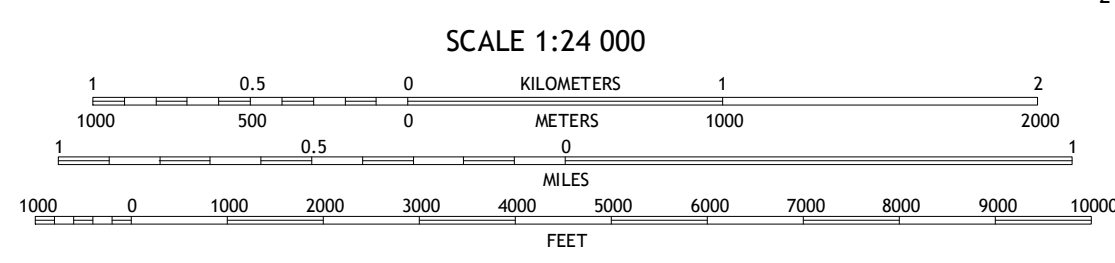 2
SCALE 1:24 000
1 0.5 0 KILOMETERS 1 2
1000 500 0 METERS 1000 2000
1 0.5 0 1
MILES
1000 0 1000 2000 3000 4000 5000 6000 7000 8000 9000 10000
FEET